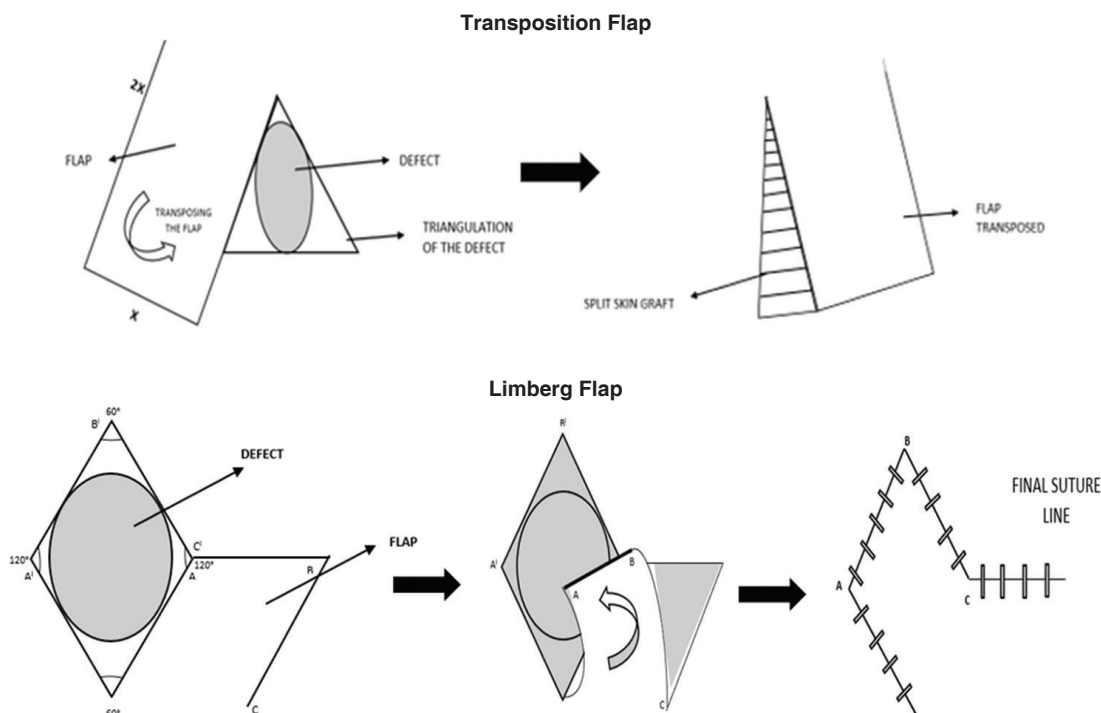 Transposition Flap
2X
FLAP
TRANSPOSING
THE FLAP
X
DEFECT
TRIANGULATION
OF THE DEFECT
FLAP
TRANSPOSED
SPLIT SKIN GRAFT
Limberg Flap
60°
B|
DEFECT
120°
A|
C|
120°
A
B
FLAP
C
60°
B|
A|
A
B
C
B
A
C
FINAL SUTURE
LINE